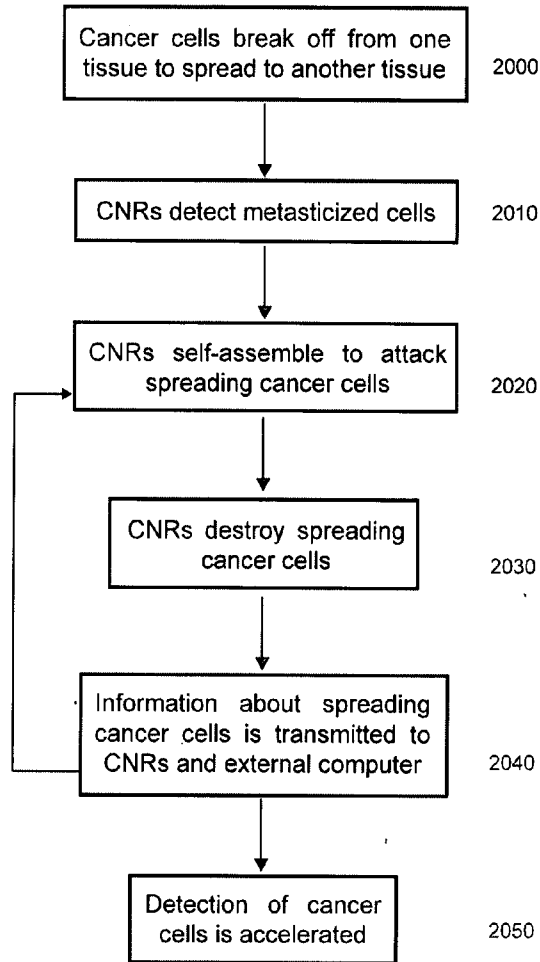 Cancer cells break off from one
tissue to spread to another tissue
2000
CNRs detect metasticized cells
2010
CNRs self-assemble to attack
spreading cancer cells
2020
CNRs destroy spreading
cancer cells
2030
Information about spreading
cancer cells is transmitted to
CNRs and external computer
2040
Detection of cancer
cells is accelerated
2050